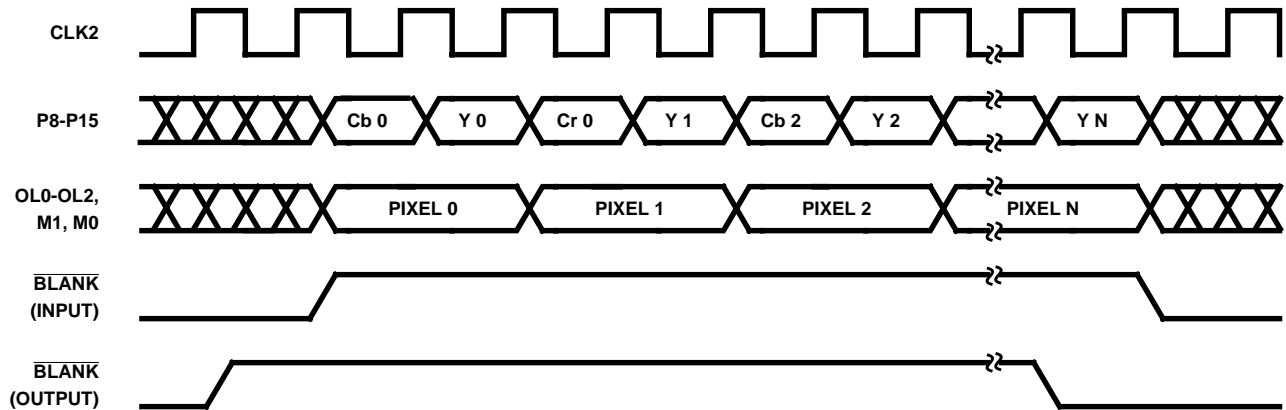 CLK2
P8-P15
Cb 0 Y 0 Cr 0 Y 1 Cb 2 Y 2 Y N
OL0-OL2,
M1, M0
PIXEL 0 PIXEL 1 PIXEL 2 PIXEL N
BLANK
(INPUT)
BLANK
(OUTPUT)